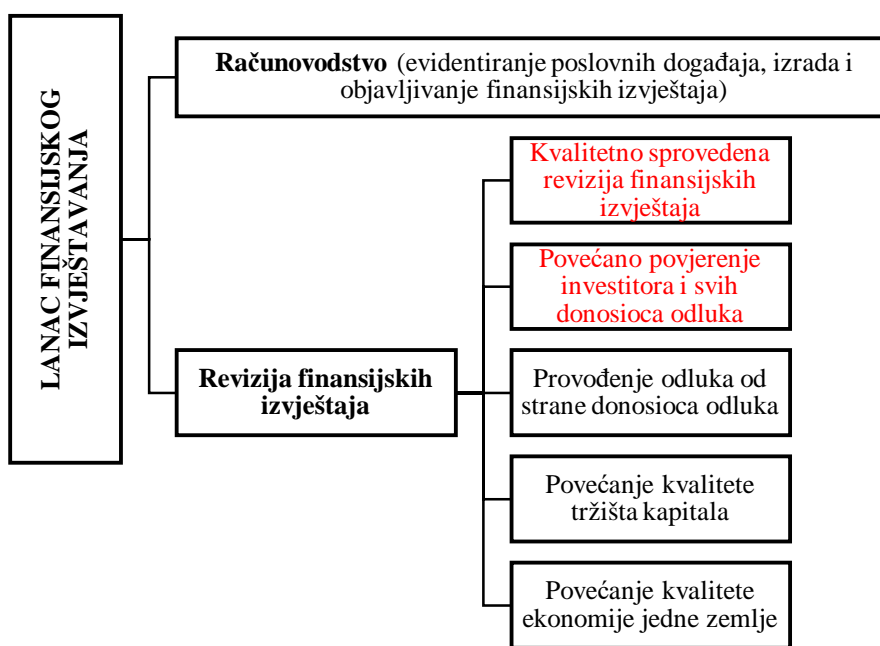 LANAC FINANSIJSKOG
IZVJEŠTAVANJA
Računovodstvo (evidentiranje poslovnih događaja, izrada i
objavljivanje finansijskih izvještaja)
Revizija finansijskih
izvještaja
Kvalitetno sprovedena
revizija finansijskih
izvještaja
Povećano povjerenje
investitora i svih
donosioca odluka
Provođenje odluka od
strane donosioca odluka
Povećanje kvalitete
tržišta kapitala
Povećanje kvalitete
ekonomije jedne zemlje